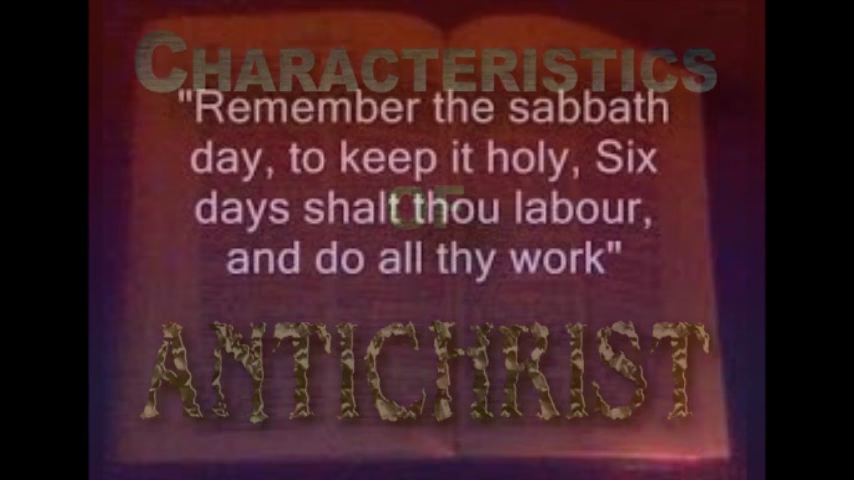 CHARACTERISTICS
"Remember the sabbath
day, to keep it holy, Six
OF
days shalt thou labour,
and do all thy work"
ANTICHRIST